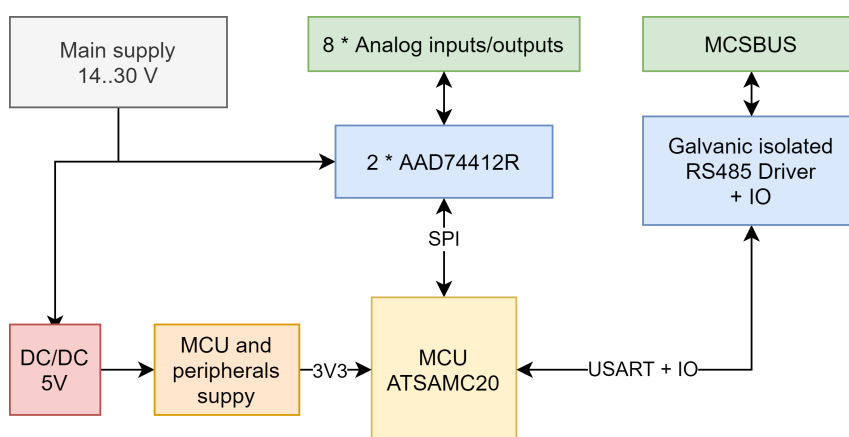 Main supply
14..30 V
8 * Analog inputs/outputs
MCSBUS
2 * AAD74412R
Galvanic isolated
RS485 Driver
+ IO
SPI
DC/DC
5V
MCU and
peripherals
suppy
3V3
MCU
ATSAMC20
USART + IO